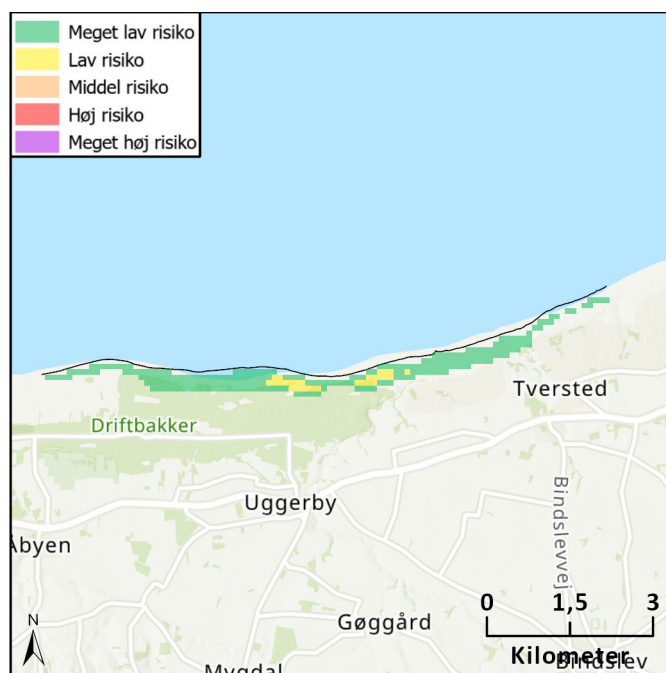 Meget lav risiko
Lav risiko
Middel risiko
Høj risiko
Meget høj risiko
Tversted
Driftbakker
Uggerby
Bindslevvej
Åbyen
0 1,5 3
Gøggård
N
Kilometer
Bindslev
Mygdal